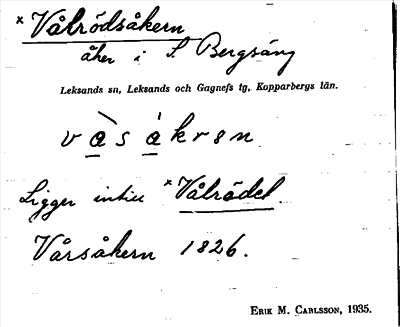 x Vålrödsåkern
åker i S. Bergsäng
Leksands sn, Leksands och Gagnefs tg, Kopparbergs län.
v à s á k r ə n
Ligger intill x Vålrödet.
Vårsåkern 1826.
ERIK M. CARLSSON, 1935.